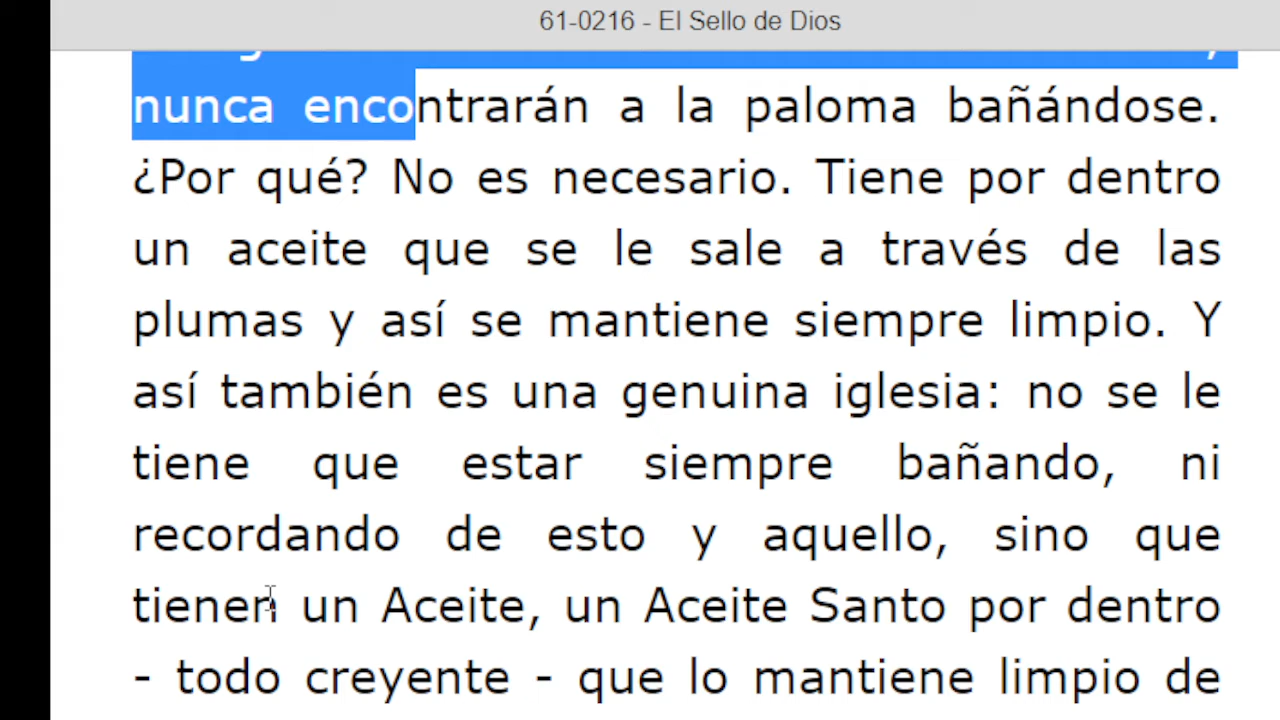 61-0216 - El Sello de Dios
nunca encontrarán a la paloma bañándose.
¿Por qué? No es necesario. Tiene por dentro
un aceite que se le sale a través de las
plumas y así se mantiene siempre limpio. Y
así también es una genuina iglesia: no se le
tiene que estar siempre bañando, ni
recordando de esto y aquello, sino que
tienen un Aceite, un Aceite Santo por dentro
- todo creyente - que lo mantiene limpio de